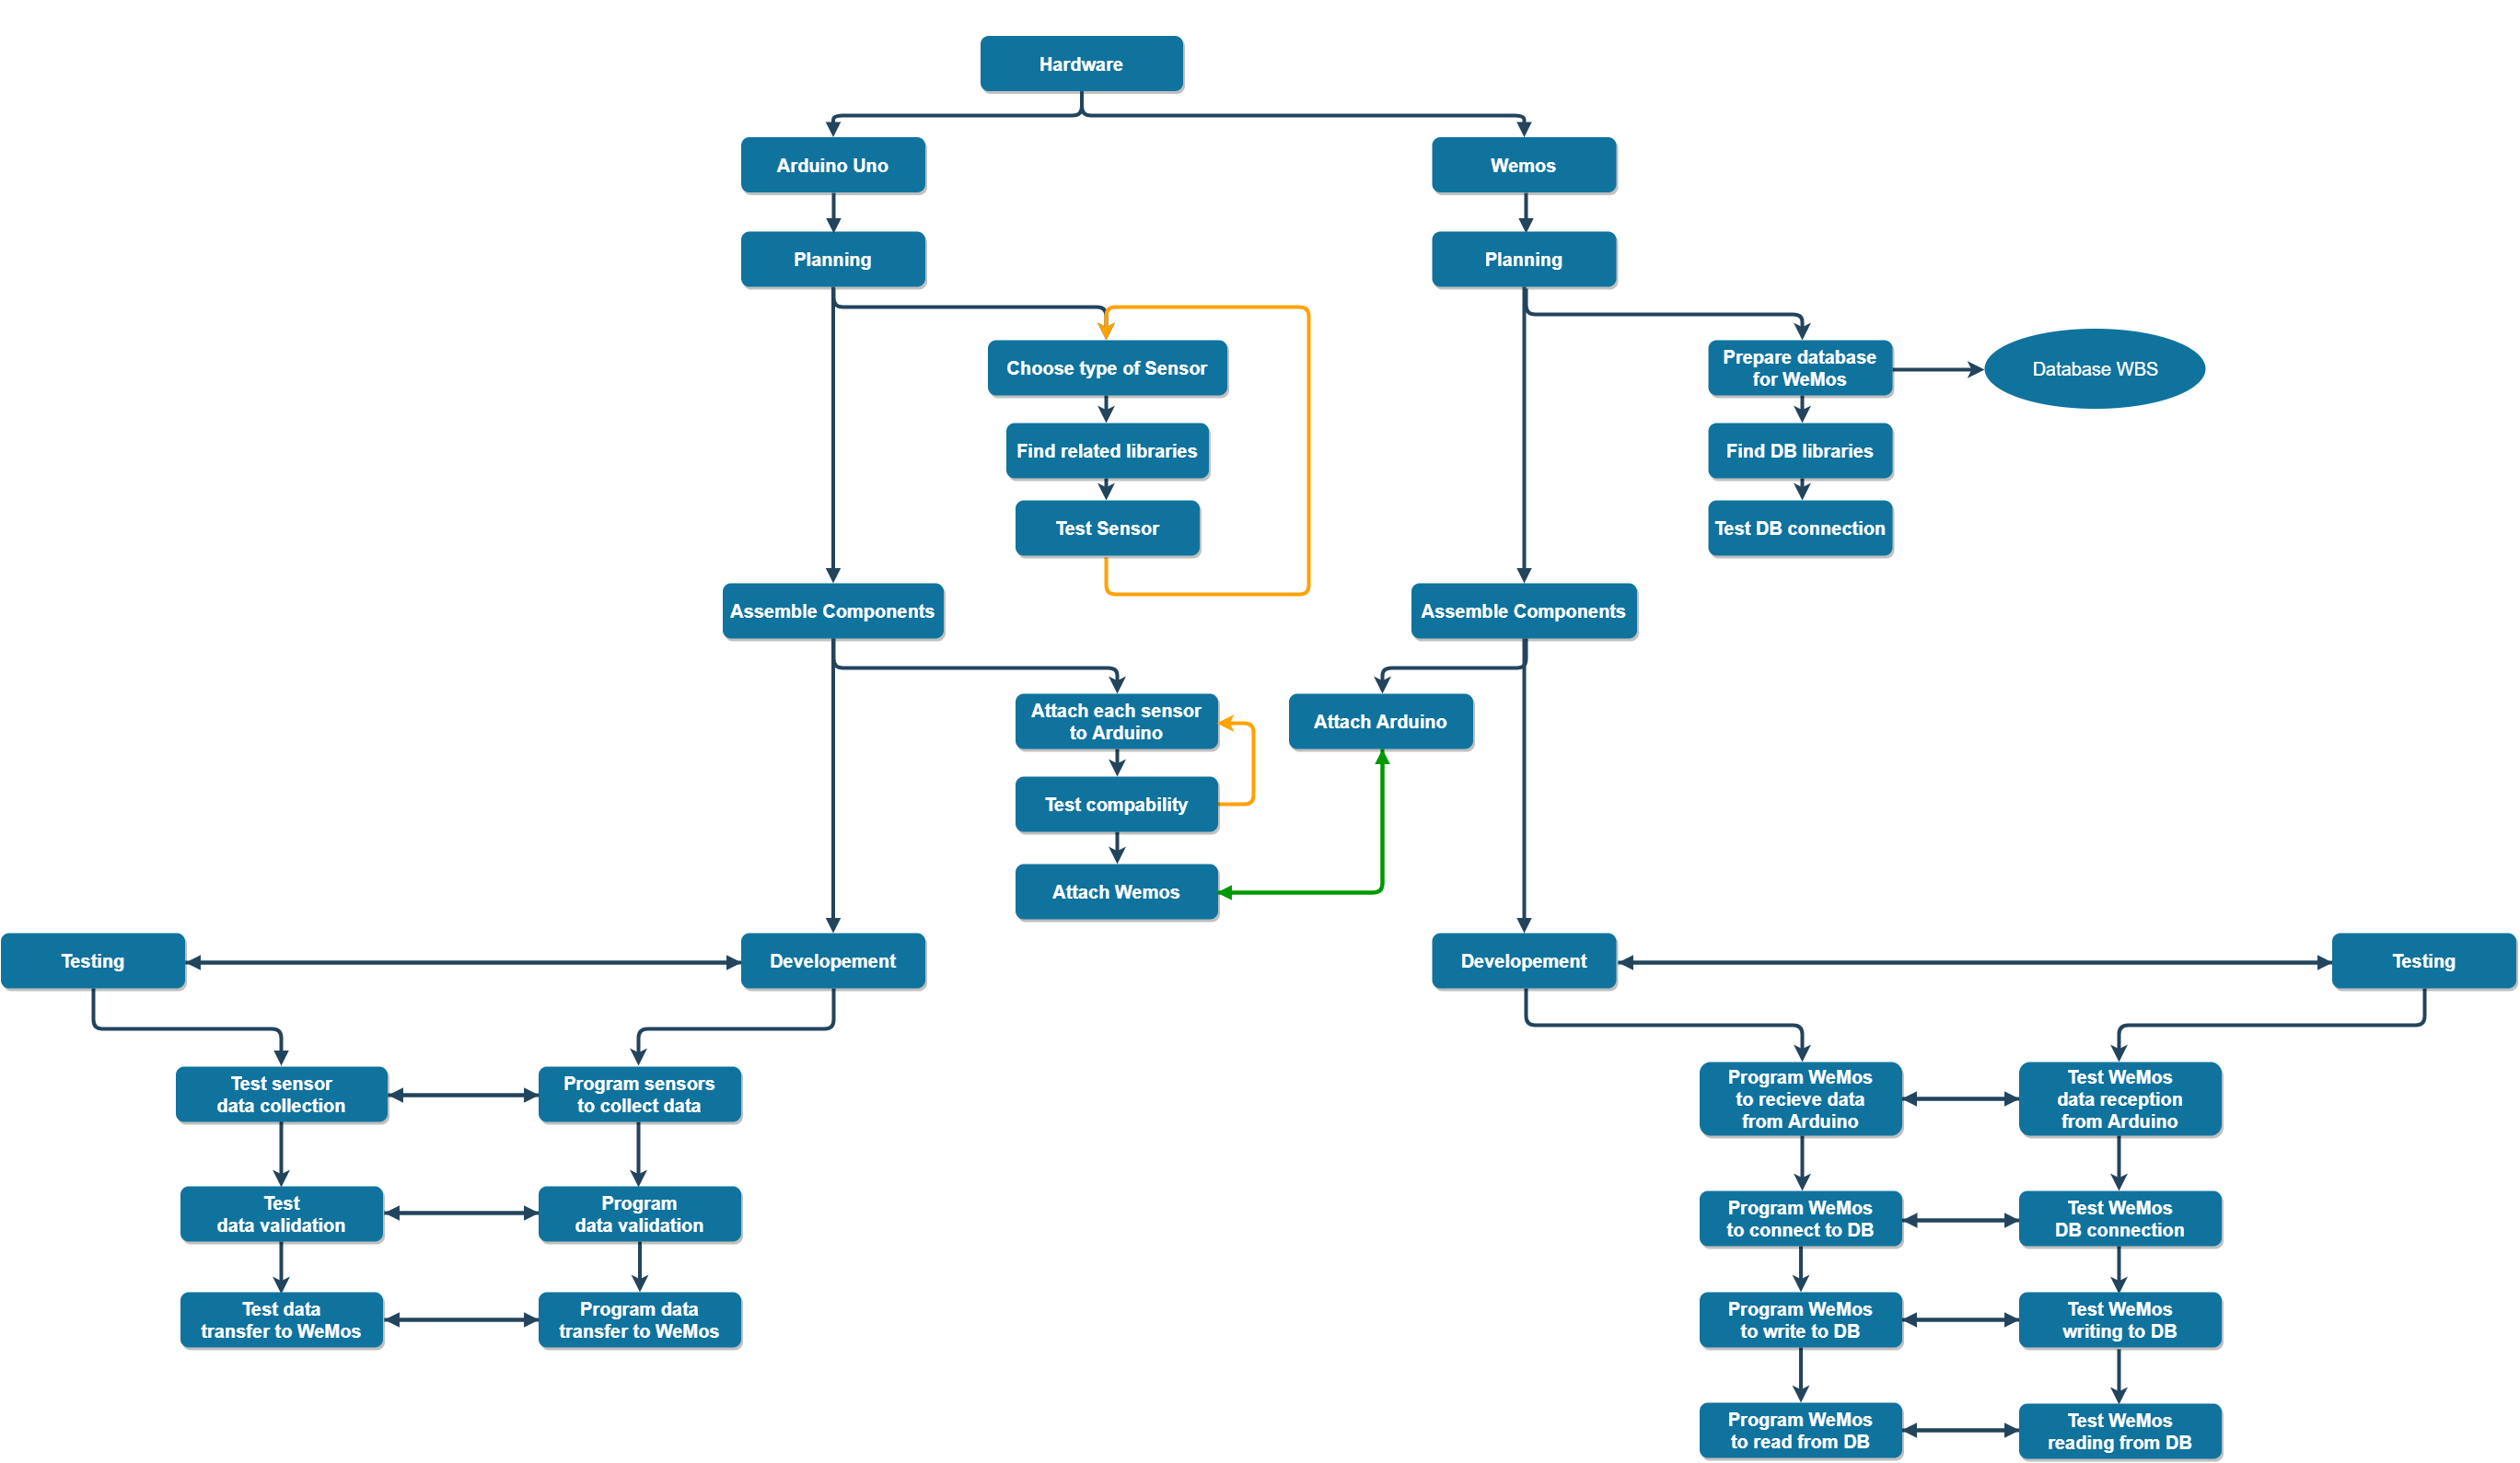 Hardware
Arduino Uno
Wemos
Planning
Planning
Choose type of Sensor
Prepare database
for WeMos
Database WBS
Find related libraries
Find DB libraries
Test Sensor
Test DB connection
Assemble Components
Assemble Components
Attach each sensor
to Arduino
Attach Arduino
Test compability
Attach Wemos
Testing
Developement
Developement
Testing
Test sensor
data collection
Program sensors
to collect data
Program WeMos
to recieve data
from Arduino
Test WeMos
data reception
from Arduino
Test
data validation
Program
data validation
Program WeMos
to connect to DB
Test WeMos
DB connection
Test data
transfer to WeMos
Program data
transfer to WeMos
Program WeMos
to write to DB
Test WeMos
writing to DB
Program WeMos
to read from DB
Test WeMos
reading from DB